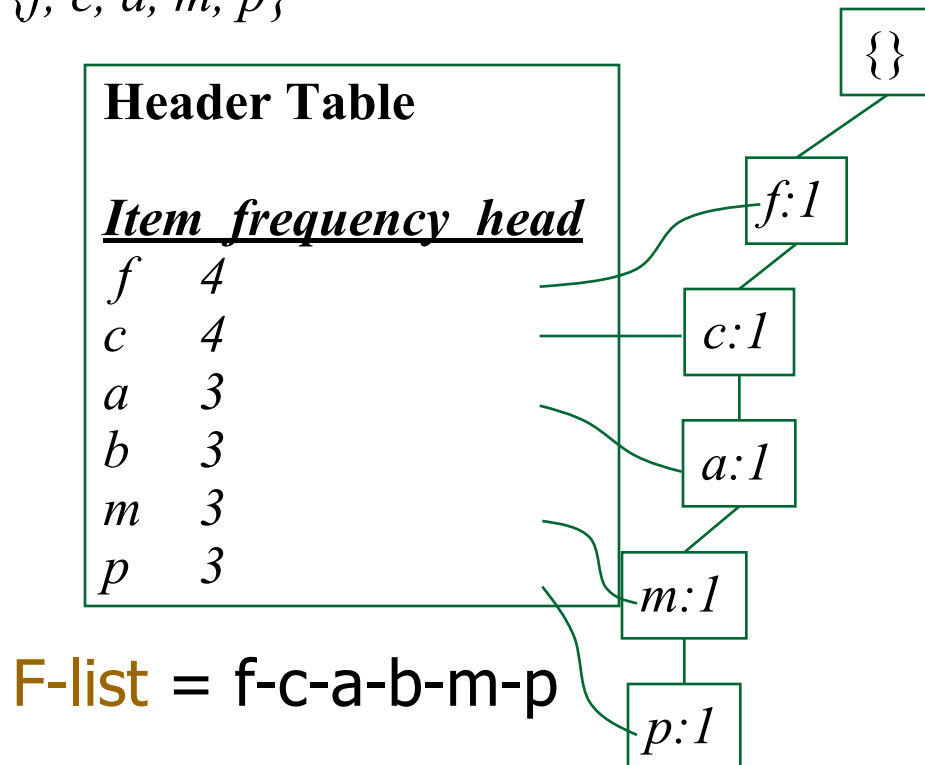 {f, c, a, m, p}
{}
Header Table
Item frequency head
f 4
c 4
a 3
b 3
m 3
p 3
f:1
c:1
a:1
m:1
p:1
F-list = f-c-a-b-m-p